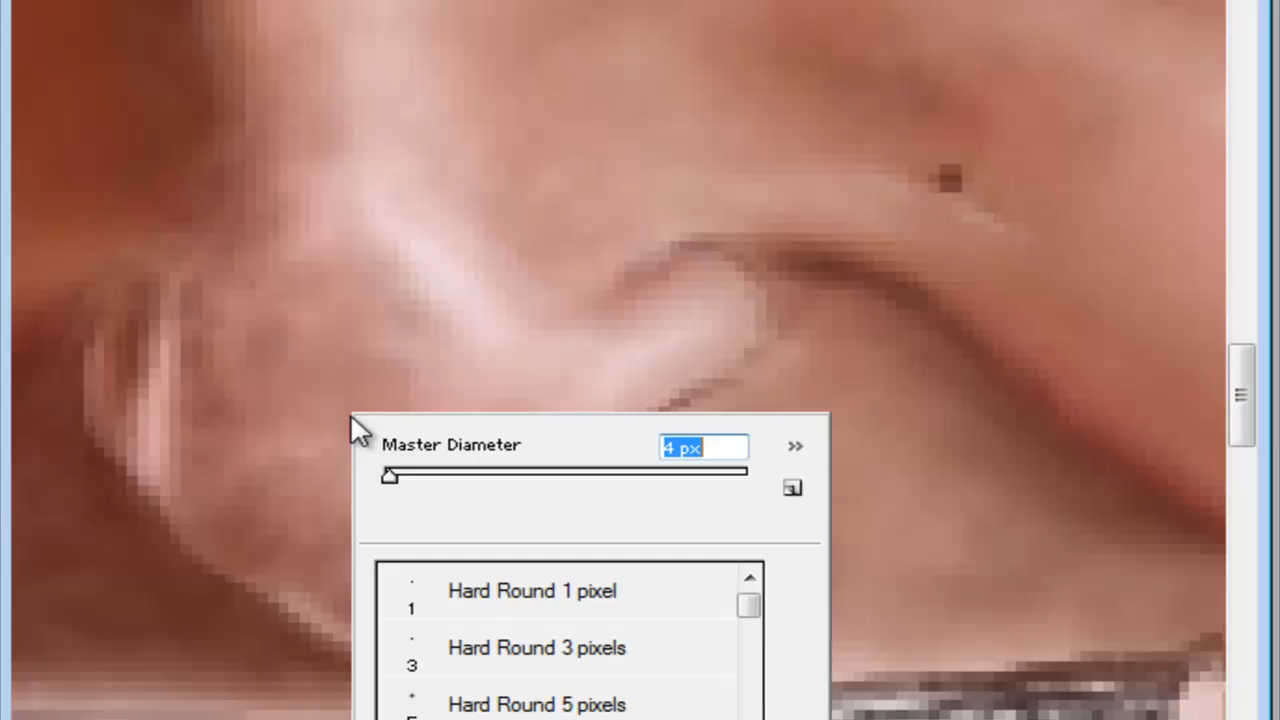 Master Diameter
4 px
1
Hard Round 1 pixel
3
Hard Round 3 pixels
Hard Round 5 pixels